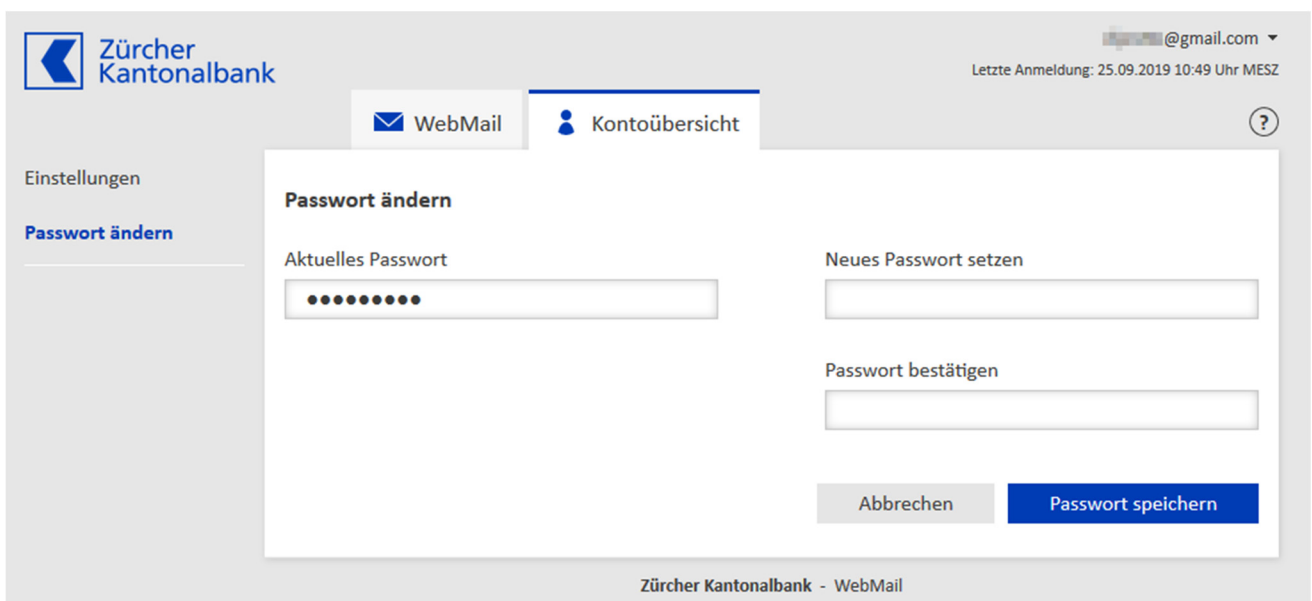 Zürcher
Kantonalbank
@gmail.com
Letzte Anmeldung: 25.09.2019 10:49 Uhr MESZ
WebMail
Kontoübersicht
?
Einstellungen
Passwort ändern
Passwort ändern
Aktuelles Passwort
Neues Passwort setzen
•••••••••
Passwort bestätigen
Abbrechen
Passwort speichern
Zürcher Kantonalbank - WebMail